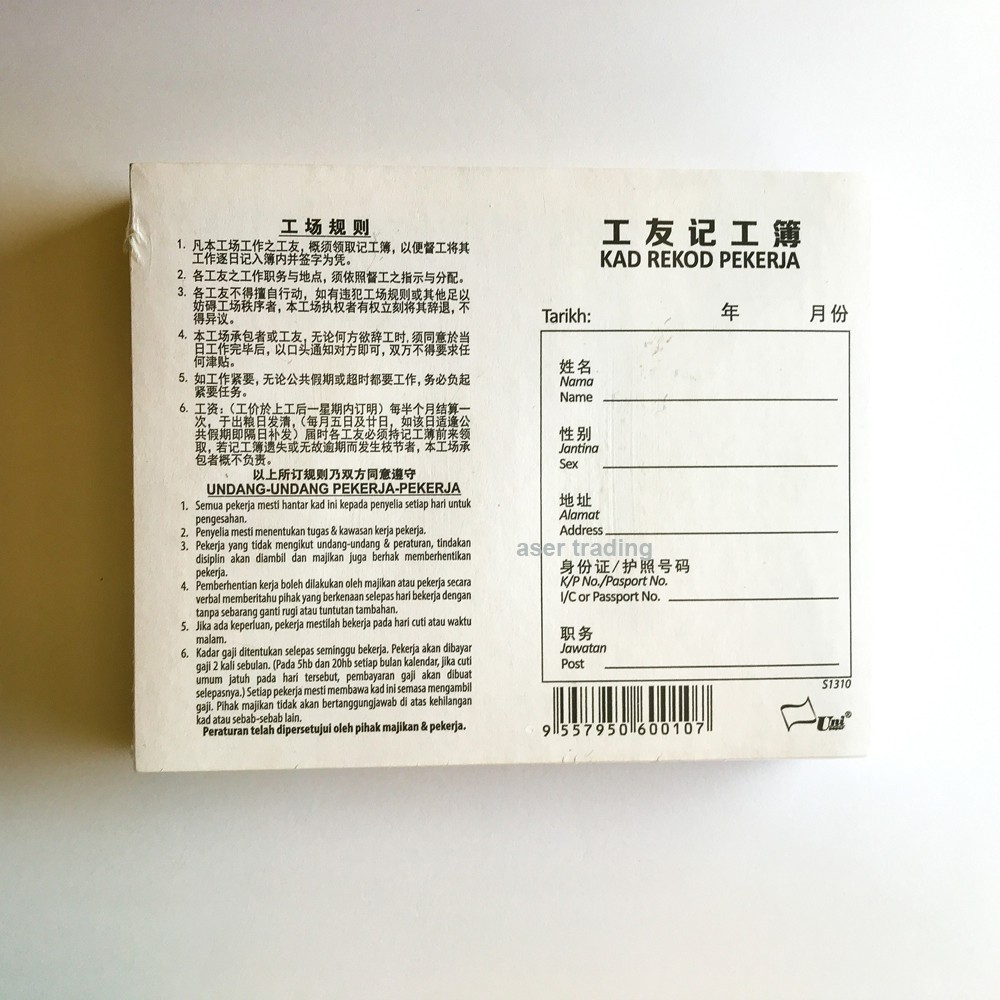 工场规则
1. 凡本工场工作之工友，概须领取记工簿，以便督工将其
工作逐日记入簿内并签字为凭。
2. 各工友之工作职务与地点，须依照督工之指示与分配。
3. 各工友不得擅自行动，如有违犯工场规则或其他足以
妨碍工场秩序者，本工场执权者有权立刻将其辞退，不
得异议。
4. 本工场承包者或工友，无论何方欲辞工时，须同意於当
日工作完毕后，以口头通知对方即可，双万不得要求任
何津贴。
5. 如工作紧要，无论公共假期或超时都要工作，务必负起
紧要任务。
6. 工资：（工价於上工后一星期内订明）每半个月结算一
次，于出粮日发清，（每月五日及廿日，如该日适逢公
共假期即隔日补发）届时各工友必须持记工薄前来领
取，若记工簿遗失或无故逾期而发生枝节者，本工场承
包者概不负责。
以上所订规则乃双方同意遵守
UNDANG-UNDANG PEKERJA-PEKERJA
1. Semua pekerja mesti hantar kad ini kepada penyelia setiap hari untuk
pengesahan.
2. Penyelia mesti menentukan tugas & kawasan kerja pekerja.
3. Pekerja yang tidak mengikut undang-undang & peraturan, tindakan
disiplin akan diambil dan majikan juga berhak memberhentikan
pekerja.
4. Pemberhentian kerja boleh dilakukan oleh majikan atau pekerja secara
verbal memberitahu pihak yang berkenaan selepas hari bekerja dengan
tanpa sebarang ganti rugi atau tuntutan tambahan.
5. Jika ada keperluan, pekerja mestilah bekerja pada hari cuti atau waktu
malam.
6. Kadar gaji ditentukan selepas seminggu bekerja. Pekerja akan dibayar
gaji 2 kali sebulan. (Pada 5hb dan 20hb setiap bulan kalendar, jika cuti
umum jatuh pada hari tersebut, pembayaran gaji akan dibuat
selepasnya.) Setiap pekerja mesti membawa kad ini semasa mengambil
gaji. Pihak majikan tidak akan bertanggungjawab di atas kehilangan
kad atau sebab-sebab lain.
Peraturan telah dipersetujui oleh pihak majikan & pekerja.
工友记工簿
KAD REKOD PEKERJA
Tarikh: 年 月份
姓名
Nama
Name
性别
Jantina
Sex
地址
Alamat
Address
aser trading
身份证/护照号码
K/P No./Pasport No.
I/C or Passport No.
职务
Jawatan
Post
S1310
9 557950 600107
Uni®